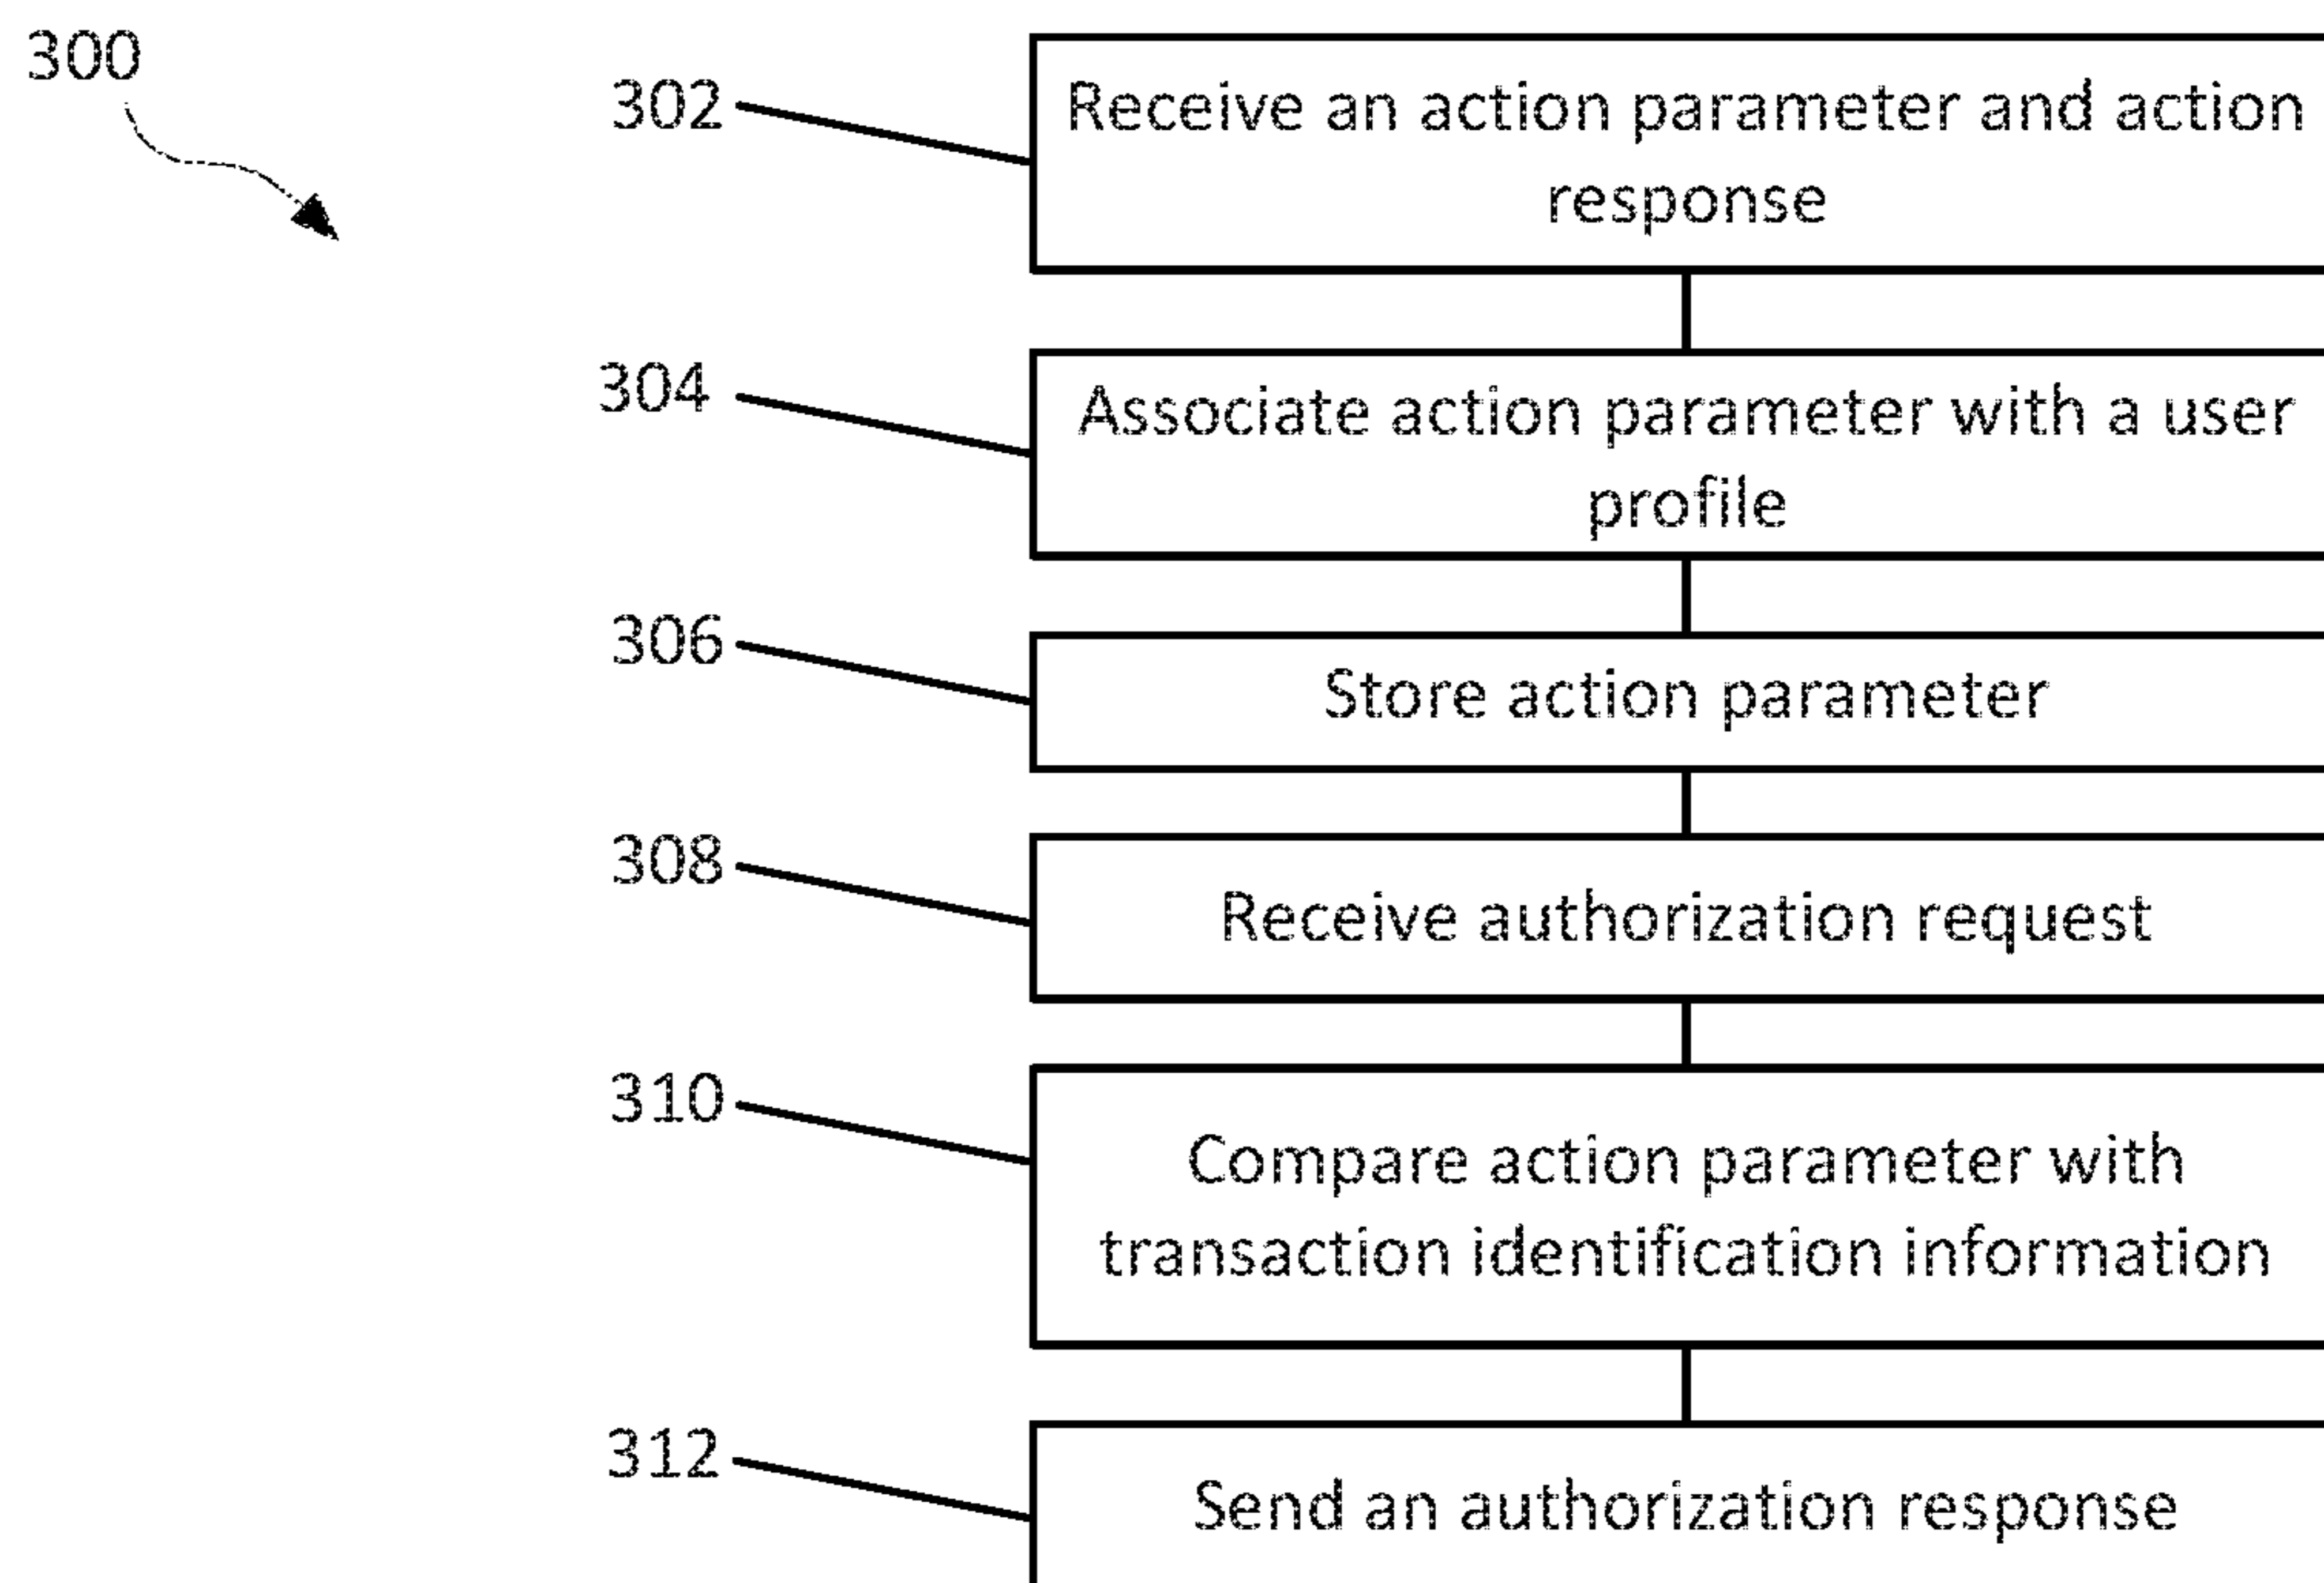 300
302
Receive an action parameter and action
response
304
Associate action parameter with a user
profile
306
Store action parameter
308
Receive authorization request
310
Compare action parameter with
transaction identification information
312
Send an authorization response